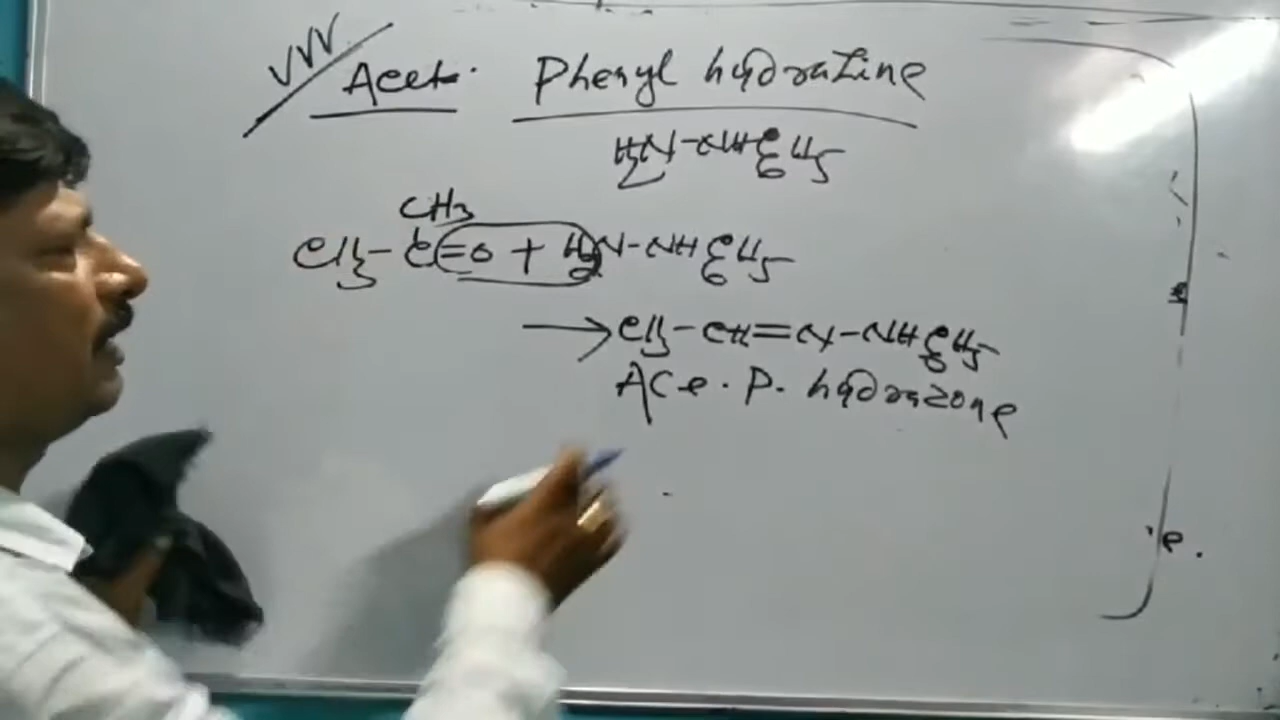 VVV Acet. Phenyl hydrazine
H2N-NHC6H5
CH3
CH3-C=O + H2N-NHC6H5
→ CH3-CH=N-NHC6H5
Ace. P. hydrazone
e.